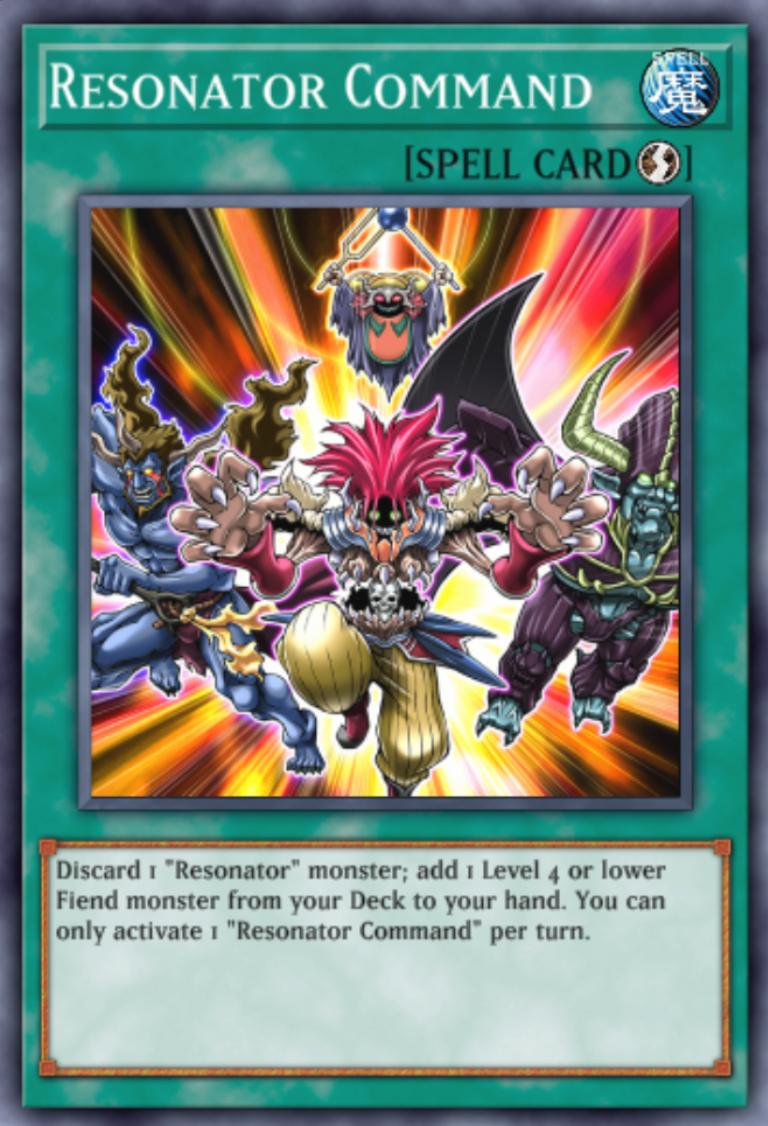 RESONATOR COMMAND
SPELL
魔
[SPELL CARD]
Discard 1 "Resonator" monster; add 1 Level 4 or lower
Fiend monster from your Deck to your hand. You can
only activate 1 "Resonator Command" per turn.